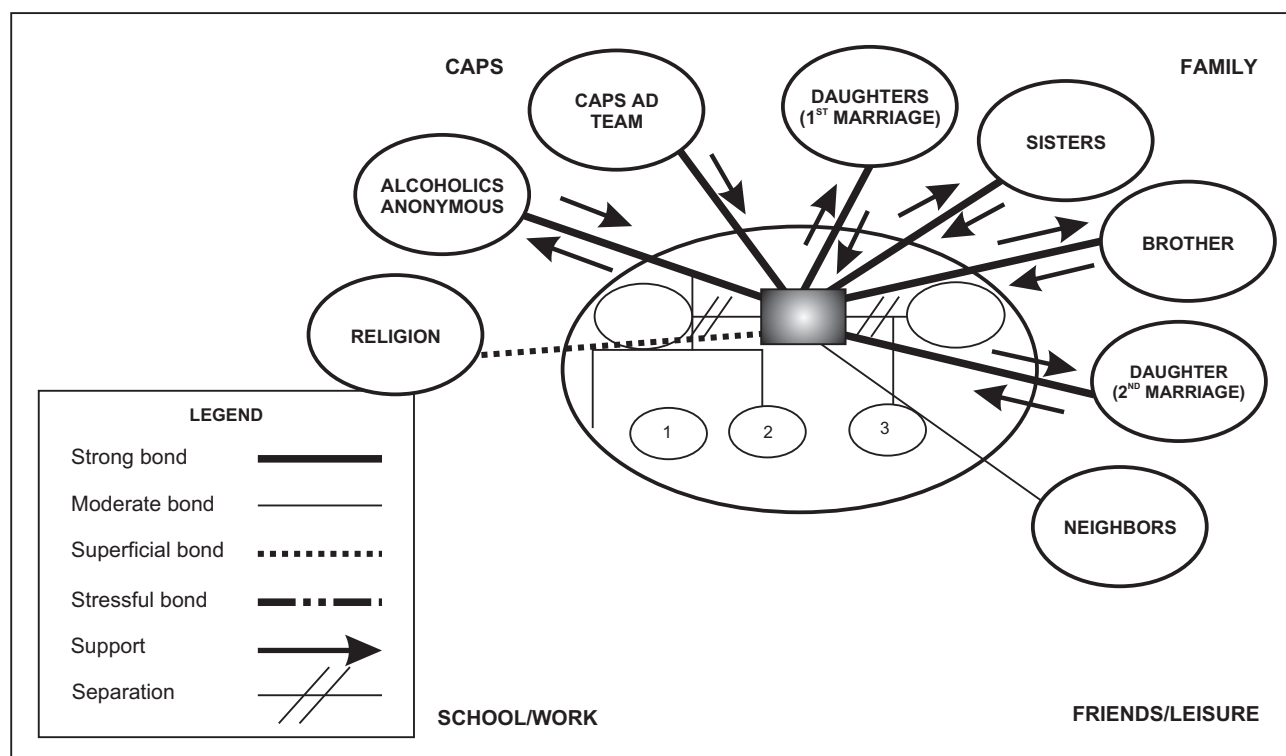 CAPS
FAMILY
CAPS AD
TEAM
DAUGHTERS
(1ST MARRIAGE)
SISTERS
ALCOHOLICS
ANONYMOUS
BROTHER
RELIGION
DAUGHTER
(2ND MARRIAGE)
1
2
3
NEIGHBORS
LEGEND
Strong bond
Moderate bond
Superficial bond
Stressful bond
Support
Separation
SCHOOL/WORK
FRIENDS/LEISURE